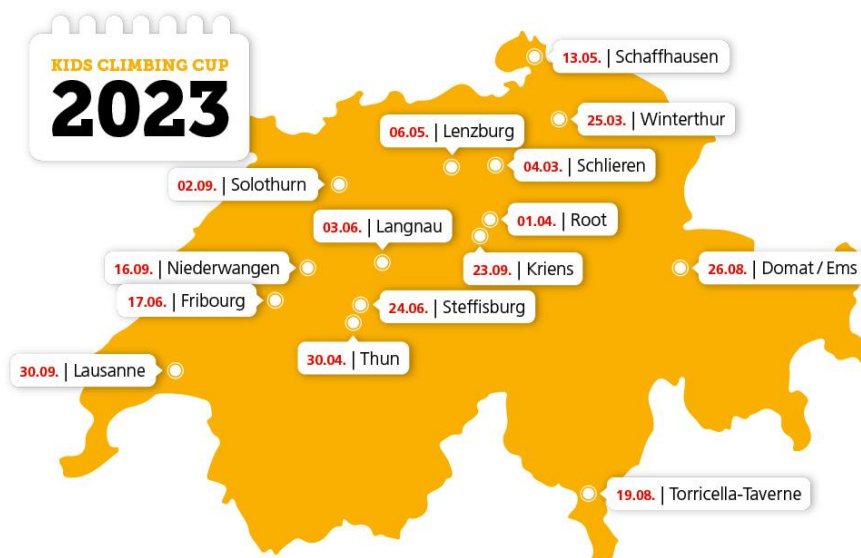 KIDS CLIMBING CUP
2023
13.05. | Schaffhausen
25.03. | Winterthur
06.05. | Lenzburg
04.03. | Schlieren
02.09. | Solothurn
03.06. | Langnau
01.04. | Root
16.09. | Niederwangen
23.09. | Kriens
26.08. | Domat / Ems
17.06. | Fribourg
24.06. | Steffisburg
30.04. | Thun
30.09. | Lausanne
19.08. | Torricella-Taverne